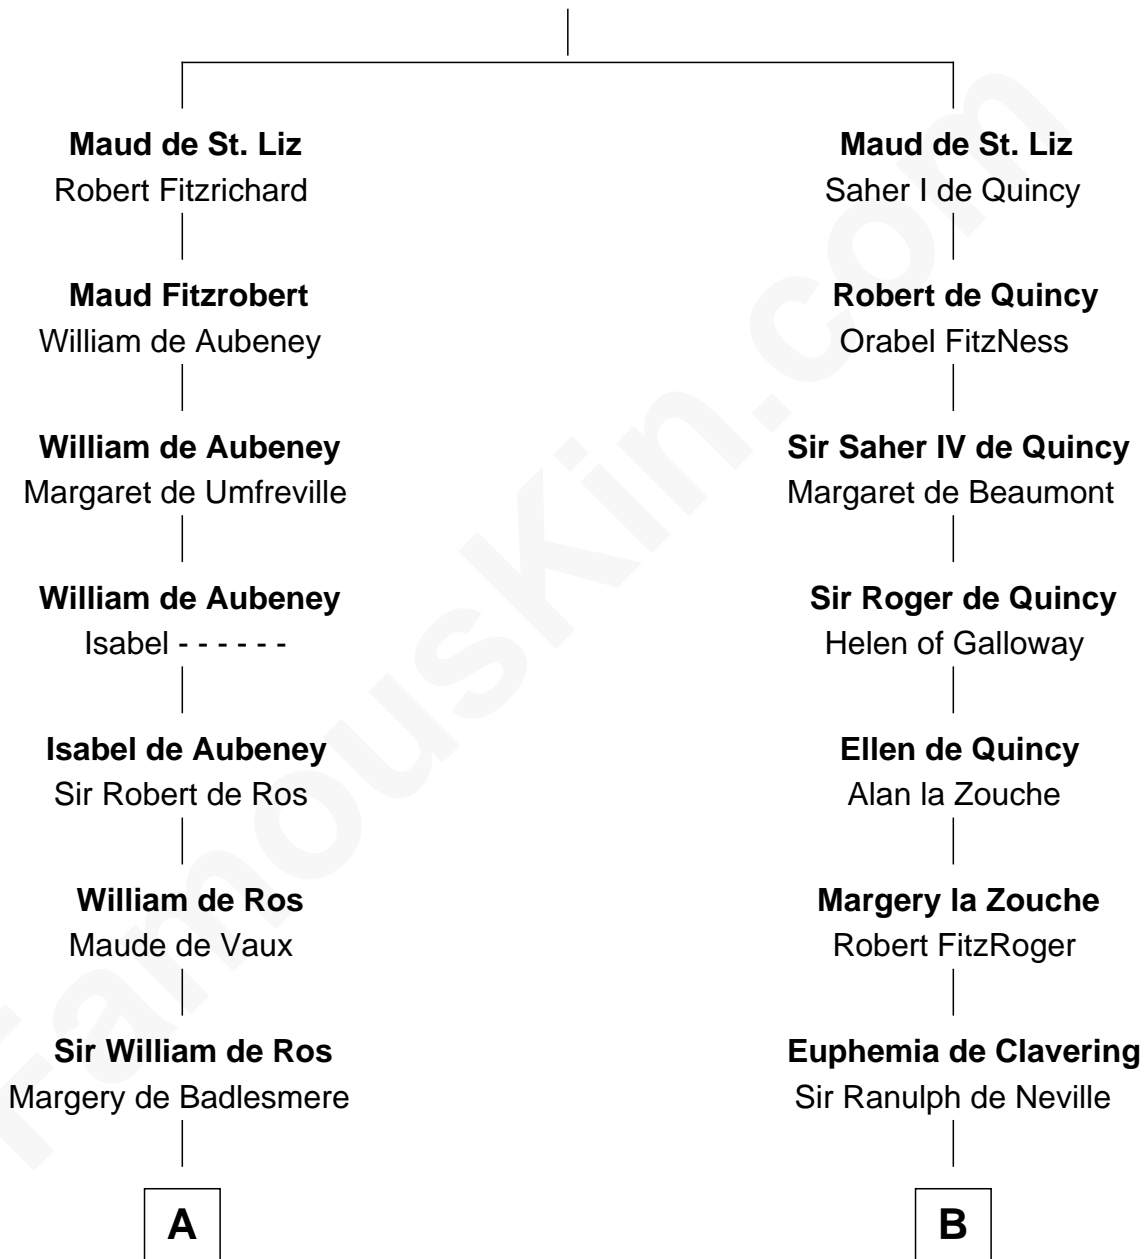 Maud de St. Liz
Robert Fitzrichard
Maud Fitzrobert
William de Aubeney
William de Aubeney
Margaret de Umfreville
William de Aubeney
Isabel - - - - - -
Isabel de Aubeney
Sir Robert de Ros
William de Ros
Maude de Vaux
Sir William de Ros
Margery de Badlesmere
A
Maud de St. Liz
Saher I de Quincy
Robert de Quincy
Orabel FitzNess
Sir Saher IV de Quincy
Margaret de Beaumont
Sir Roger de Quincy
Helen of Galloway
Ellen de Quincy
Alan la Zouche
Margery la Zouche
Robert FitzRoger
Euphemia de Clavering
Sir Ranulph de Neville
B
FamousKin.com